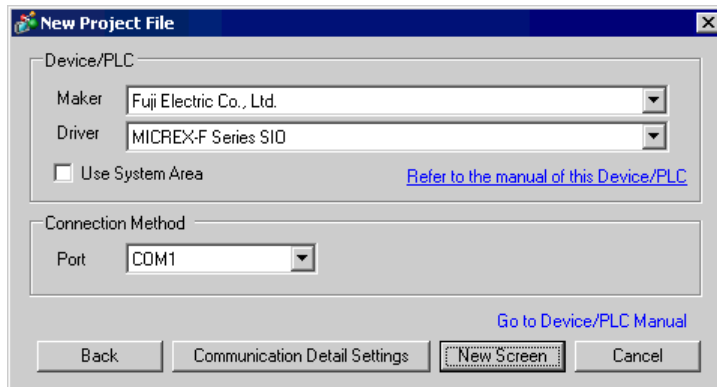 New Project File
Device/PLC
Maker Fuji Electric Co., Ltd.
Driver MICREX-F Series SIO
Use System Area Refer to the manual of this Device/PLC
Connection Method
Port COM1
Go to Device/PLC Manual
Back Communication Detail Settings New Screen Cancel